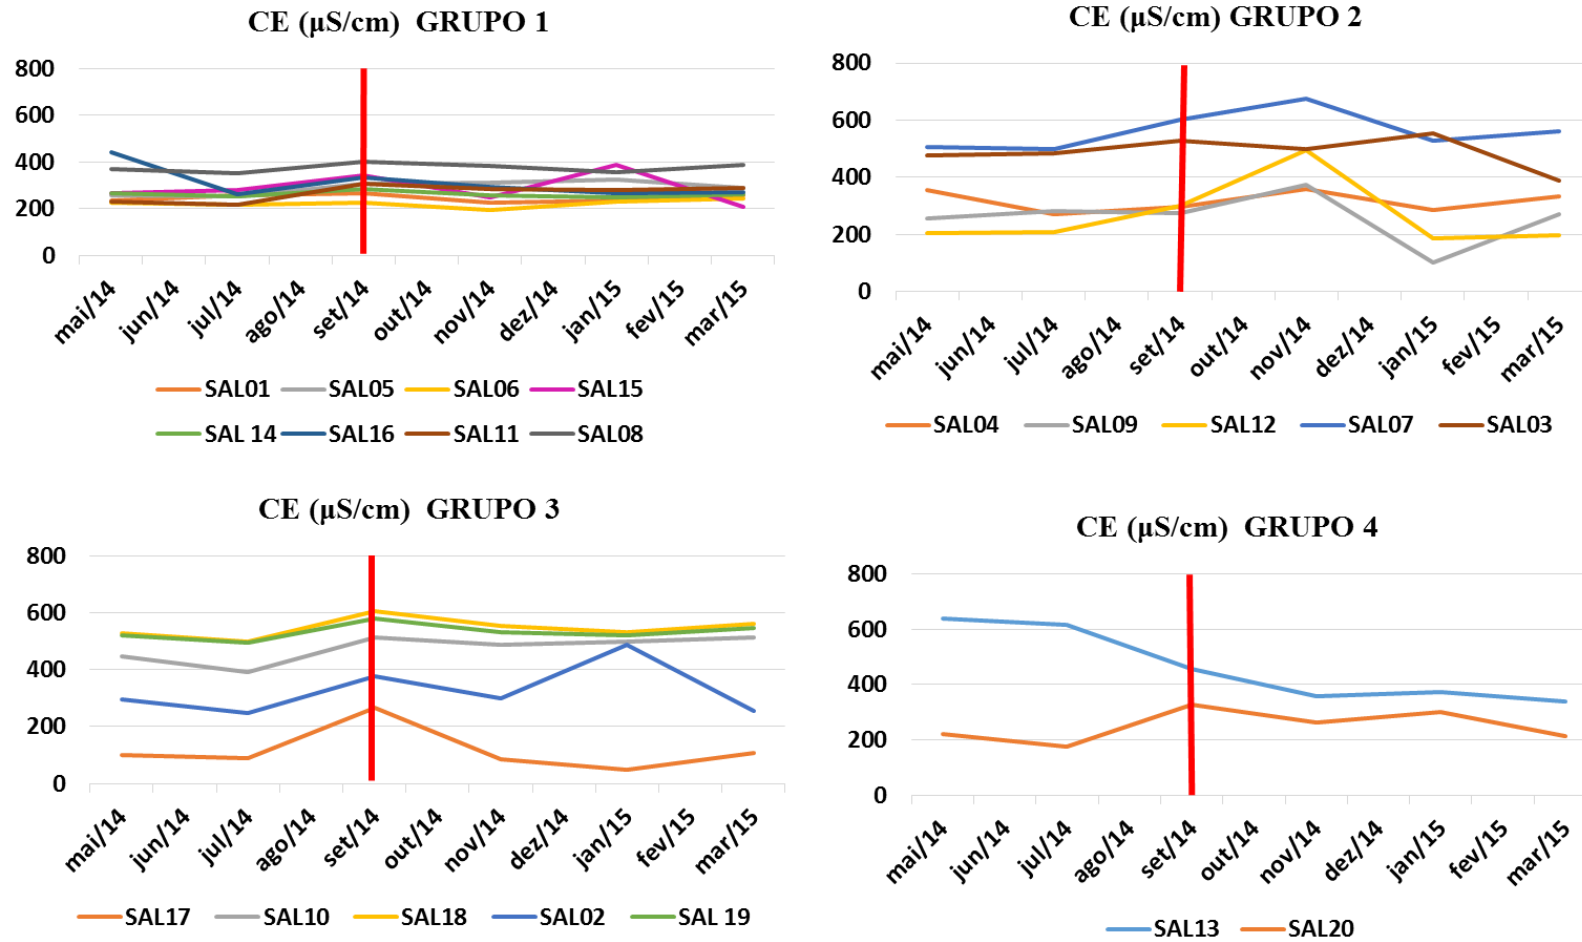 CE (µS/cm) GRUPO 1
800
600
400
200
0
mai/14 jun/14 jul/14 ago/14 set/14 out/14 nov/14 dez/14 jan/15 fev/15 mar/15
SAL01 SAL05 SAL06 SAL15
SAL 14 SAL16 SAL11 SAL08
CE (µS/cm) GRUPO 2
800
600
400
200
0
mai/14 jun/14 jul/14 ago/14 set/14 out/14 nov/14 dez/14 jan/15 fev/15 mar/15
SAL04 SAL09 SAL12 SAL07 SAL03
CE (µS/cm) GRUPO 3
800
600
400
200
0
mai/14 jun/14 jul/14 ago/14 set/14 out/14 nov/14 dez/14 jan/15 fev/15 mar/15
SAL17 SAL10 SAL18 SAL02 SAL 19
CE (µS/cm) GRUPO 4
800
600
400
200
0
mai/14 jun/14 jul/14 ago/14 set/14 out/14 nov/14 dez/14 jan/15 fev/15 mar/15
SAL13 SAL20